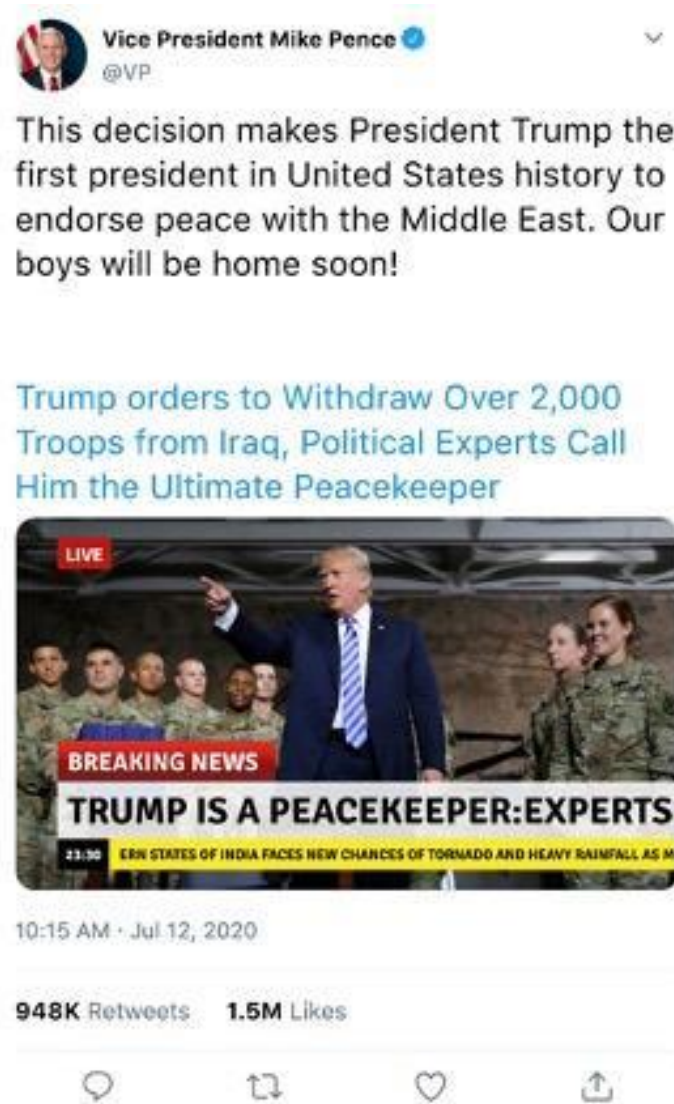 Vice President Mike Pence
@VP
This decision makes President Trump the
first president in United States history to
endorse peace with the Middle East. Our
boys will be home soon!
Trump orders to Withdraw Over 2,000
Troops from Iraq, Political Experts Call
Him the Ultimate Peacekeeper
LIVE
BREAKING NEWS
TRUMP IS A PEACEKEEPER:EXPERTS
23:30 ERN STATES OF INDIA FACES NEW CHANCES OF TORNADO AND HEAVY RAINFALL AS M
10:15 AM · Jul 12, 2020
948K Retweets 1.5M Likes